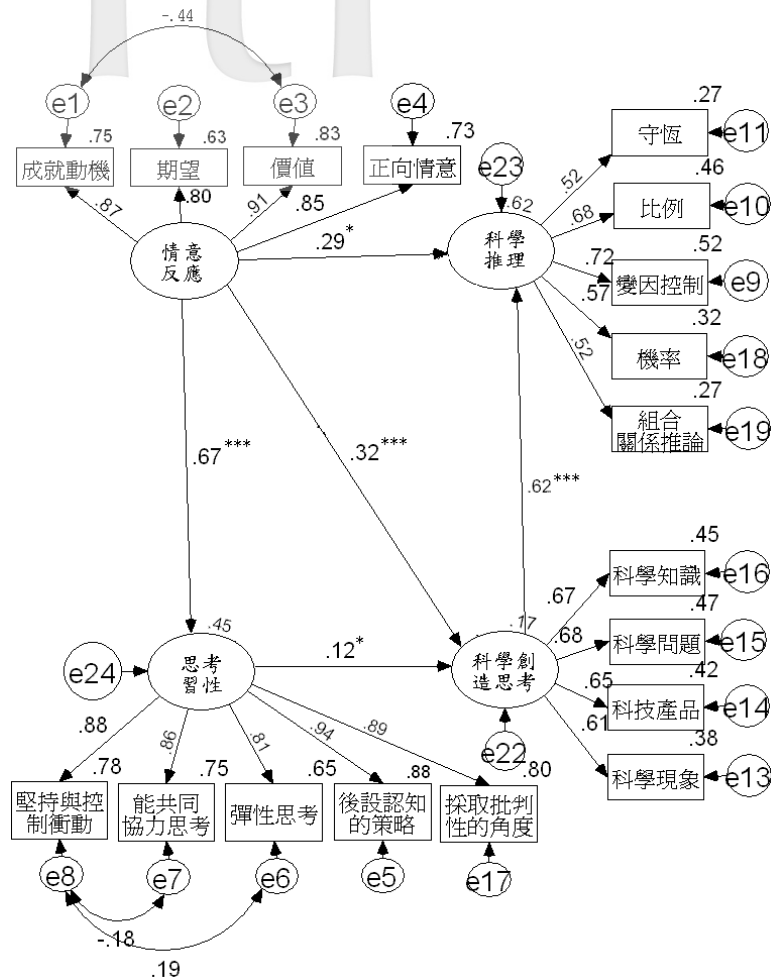 -.44
e1
e2
e3
e4
.75
.63
.83
.73
成就動機
期望
價值
正向情意
.87
.80
.91
.85
e23
.62
情意
反應
.29*
科學
推理
.27
守恆
e11
.52
.46
比例
e10
.68
.52
變因控制
e9
.72
.32
機率
e18
.57
.27
組合
關係推論
e19
.52
.67***
.32***
.62***
.45
科學知識
e16
.67
.47
科學問題
e15
.68
.42
科技產品
e14
.65
.38
科學現象
e13
.61
.45
e24
思考
習性
.12*
.17
科學創
造思考
e22
.88
.86
.81
.94
.89
.78
.75
.65
.88
.80
堅持與控
制衝動
能共同
協力思考
彈性思考
後設認知
的策略
採取批判
性的角度
e8
e7
e6
e5
e17
-.18
.19